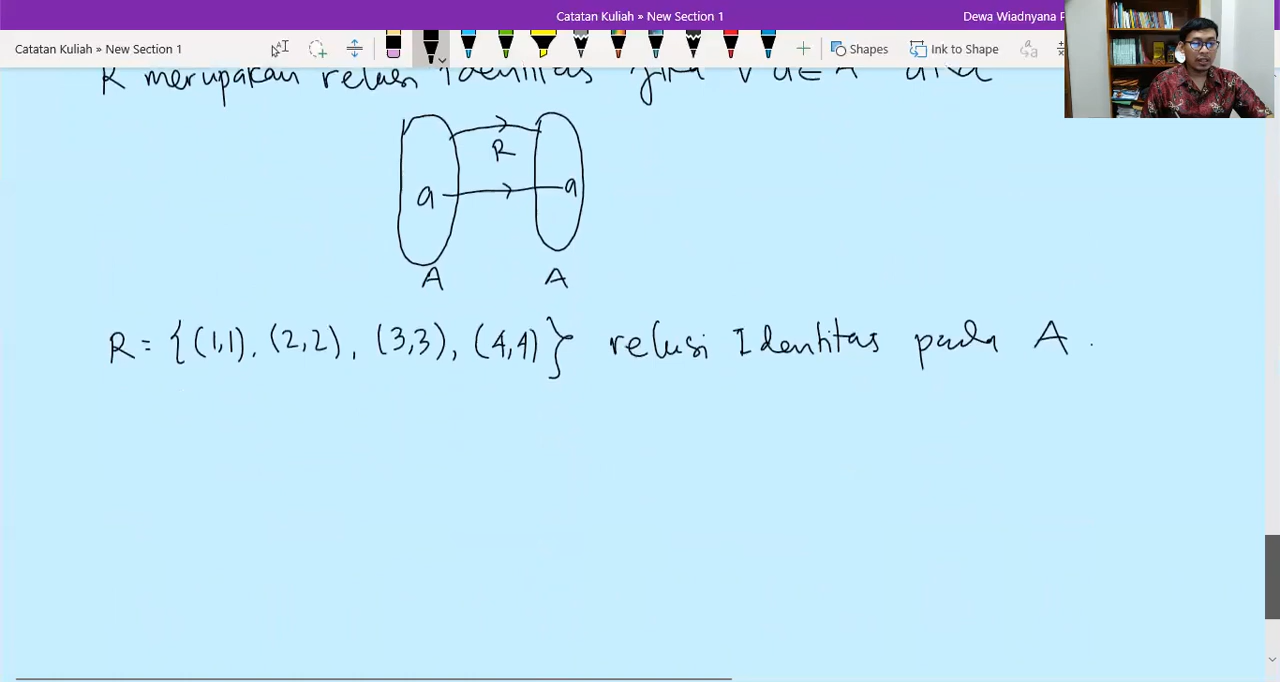 Catatan Kuliah » New Section 1
Dewa Wiadnyana
Catatan Kuliah » New Section 1
Shapes
Ink to Shape
R merupakan relasi Identitas jika ∀ a ∈ A
R
a a
A A
R = {(1,1), (2,2), (3,3), (4,4)} relasi Identitas pada A.